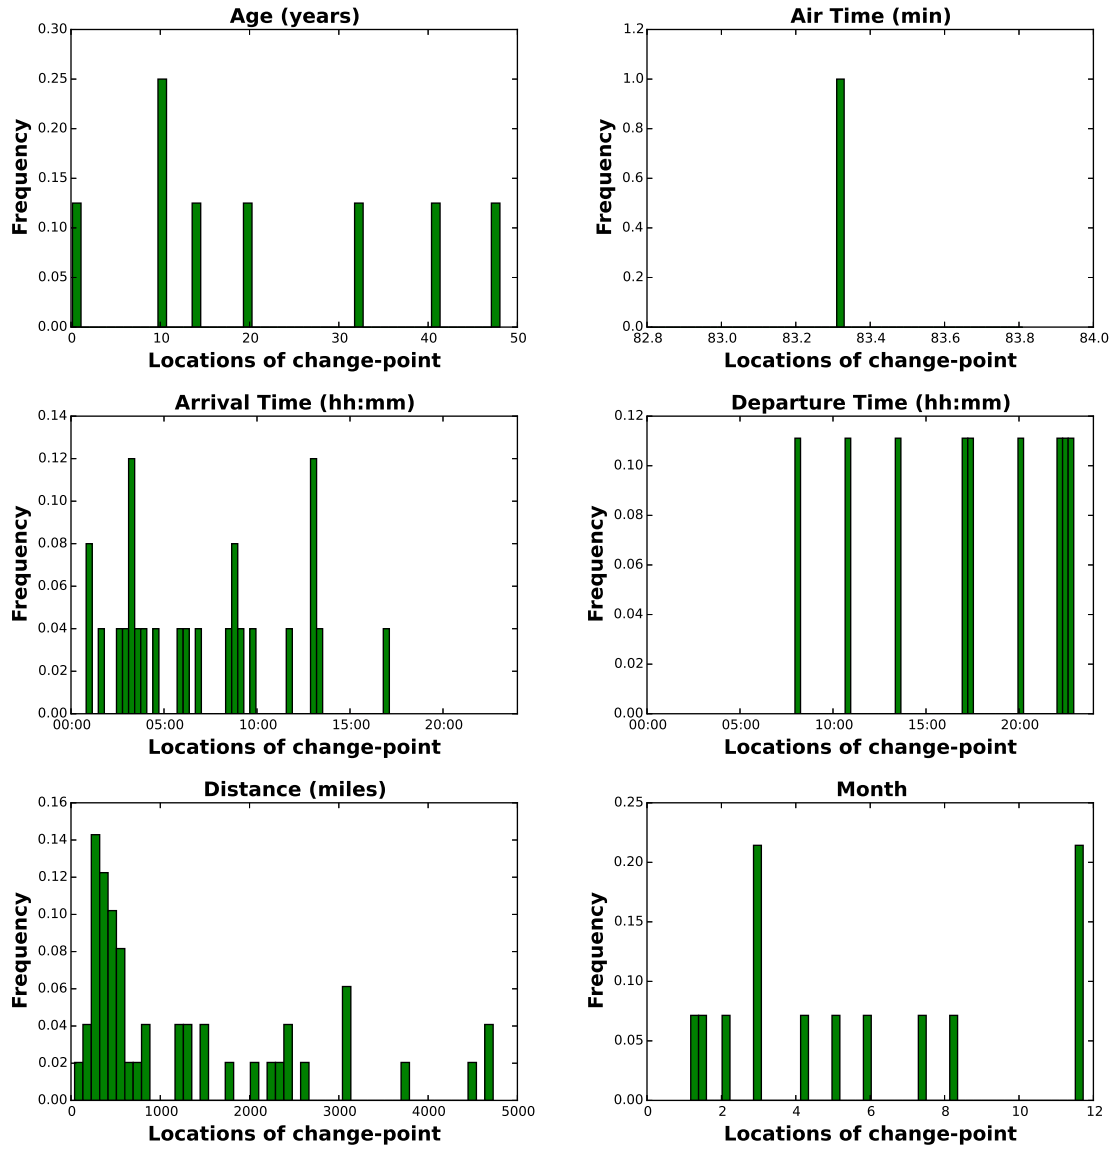 Age (years)
Frequency
0.30
0.25
0.20
0.15
0.10
0.05
0.00
0 10 20 30 40 50
Locations of change-point
Air Time (min)
Frequency
1.2
1.0
0.8
0.6
0.4
0.2
0.0
82.8 83.0 83.2 83.4 83.6 83.8 84.0
Locations of change-point
Arrival Time (hh:mm)
Frequency
0.14
0.12
0.10
0.08
0.06
0.04
0.02
0.00
00:00 05:00 10:00 15:00 20:00
Locations of change-point
Departure Time (hh:mm)
Frequency
0.12
0.10
0.08
0.06
0.04
0.02
0.00
00:00 05:00 10:00 15:00 20:00
Locations of change-point
Distance (miles)
Frequency
0.16
0.14
0.12
0.10
0.08
0.06
0.04
0.02
0.00
0 1000 2000 3000 4000 5000
Locations of change-point
Month
Frequency
0.25
0.20
0.15
0.10
0.05
0.00
0 2 4 6 8 10 12
Locations of change-point